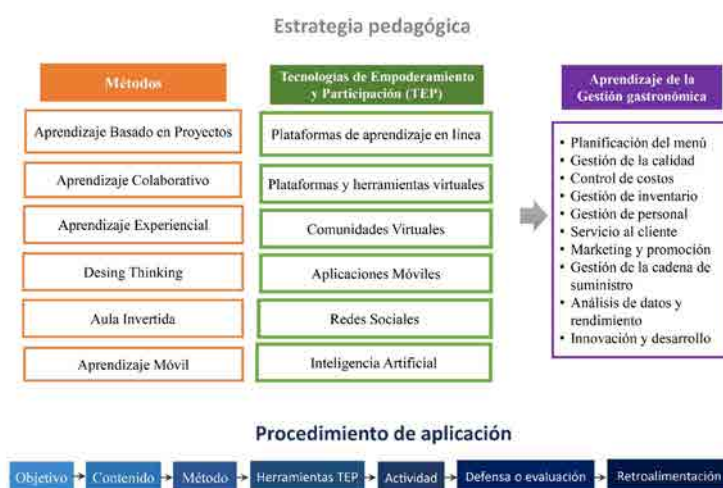 Estrategia pedagógica
Métodos
Aprendizaje Basado en Proyectos
Aprendizaje Colaborativo
Aprendizaje Experiencial
Desing Thinking
Aula Invertida
Aprendizaje Móvil
Tecnologías de Empoderamiento
y Participación (TEP)
Plataformas de aprendizaje en línea
Plataformas y herramientas virtuales
Comunidades Virtuales
Aplicaciones Móviles
Redes Sociales
Inteligencia Artificial
Aprendizaje de la
Gestión gastronómica
• Planificación del menú
• Gestión de la calidad
• Control de costos
• Gestión de inventario
• Gestión de personal
• Servicio al cliente
• Marketing y promoción
• Gestión de la cadena de
suministro
• Análisis de datos y
rendimiento
• Innovación y desarrollo
Procedimiento de aplicación
Objetivo
Contenido
Método
Herramientas TEP
Actividad
Defensa o evaluación
Retroalimentación